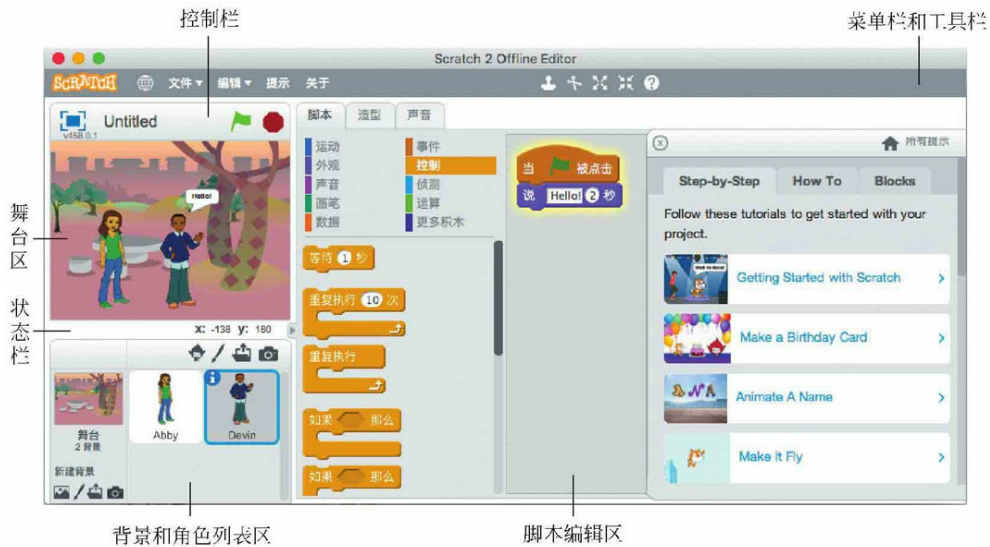 控制栏
菜单栏和工具栏
Scratch 2 Offline Editor
SCRATCH 文件 编辑 提示 关于
脚本 造型 声音
Untitled
v458.0.1
运动 事件
外观 控制
声音 侦测
画笔 运算
数据 更多积木
当 被点击
说 Hello! 2 秒
所有提示
Step-by-Step How To Blocks
Follow these tutorials to get started with your
project.
Getting Started with Scratch
Make a Birthday Card
Animate A Name
Make It Fly
Hello!
舞台区
状态栏
x: -138 y: 180
等待 1 秒
重复执行 10 次
重复执行
如果 那么
如果 那么
舞台
2 背景
Abby
Devin
新建背景
背景和角色列表区
脚本编辑区